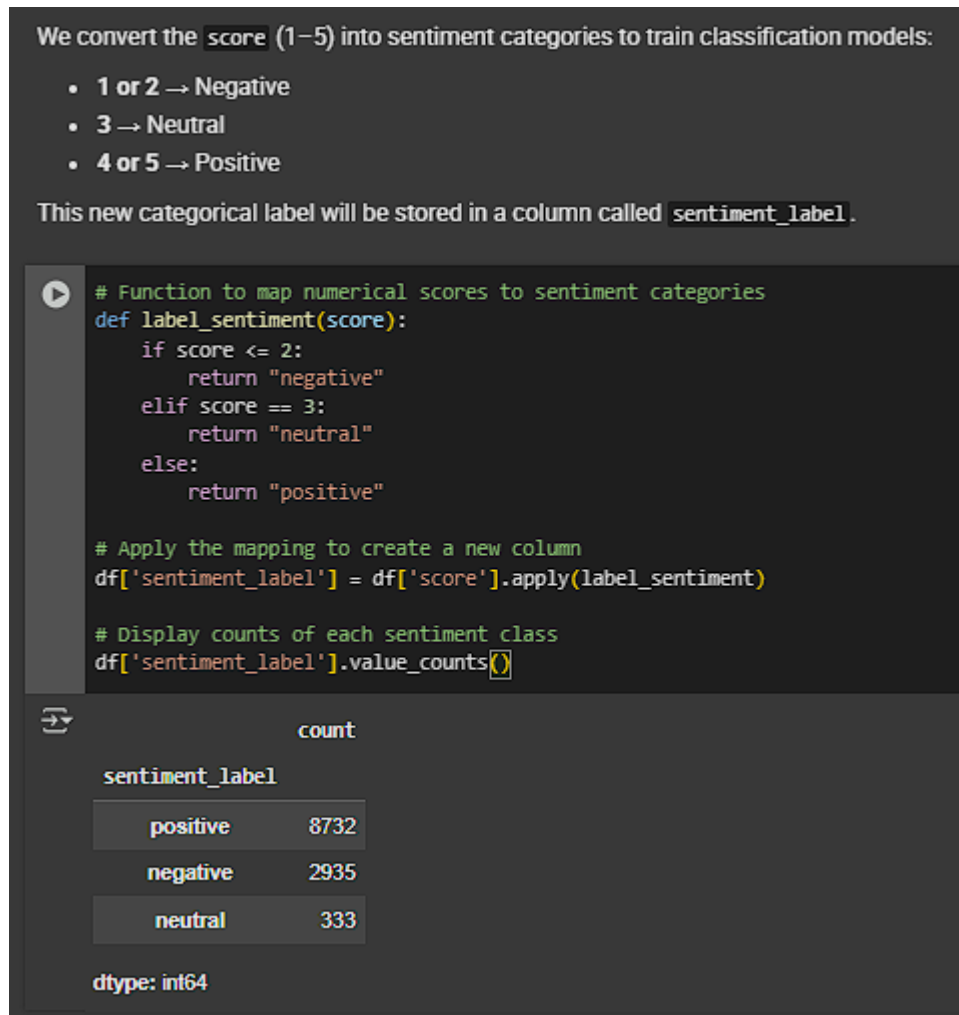 We convert the score (1–5) into sentiment categories to train classification models:
• 1 or 2 → Negative
• 3 → Neutral
• 4 or 5 → Positive
This new categorical label will be stored in a column called sentiment_label.
# Function to map numerical scores to sentiment categories
def label_sentiment(score):
    if score <= 2:
        return "negative"
    elif score == 3:
        return "neutral"
    else:
        return "positive"
# Apply the mapping to create a new column
df['sentiment_label'] = df['score'].apply(label_sentiment)
# Display counts of each sentiment class
df['sentiment_label'].value_counts()
count
sentiment_label
positive 8732
negative 2935
neutral 333
dtype: int64